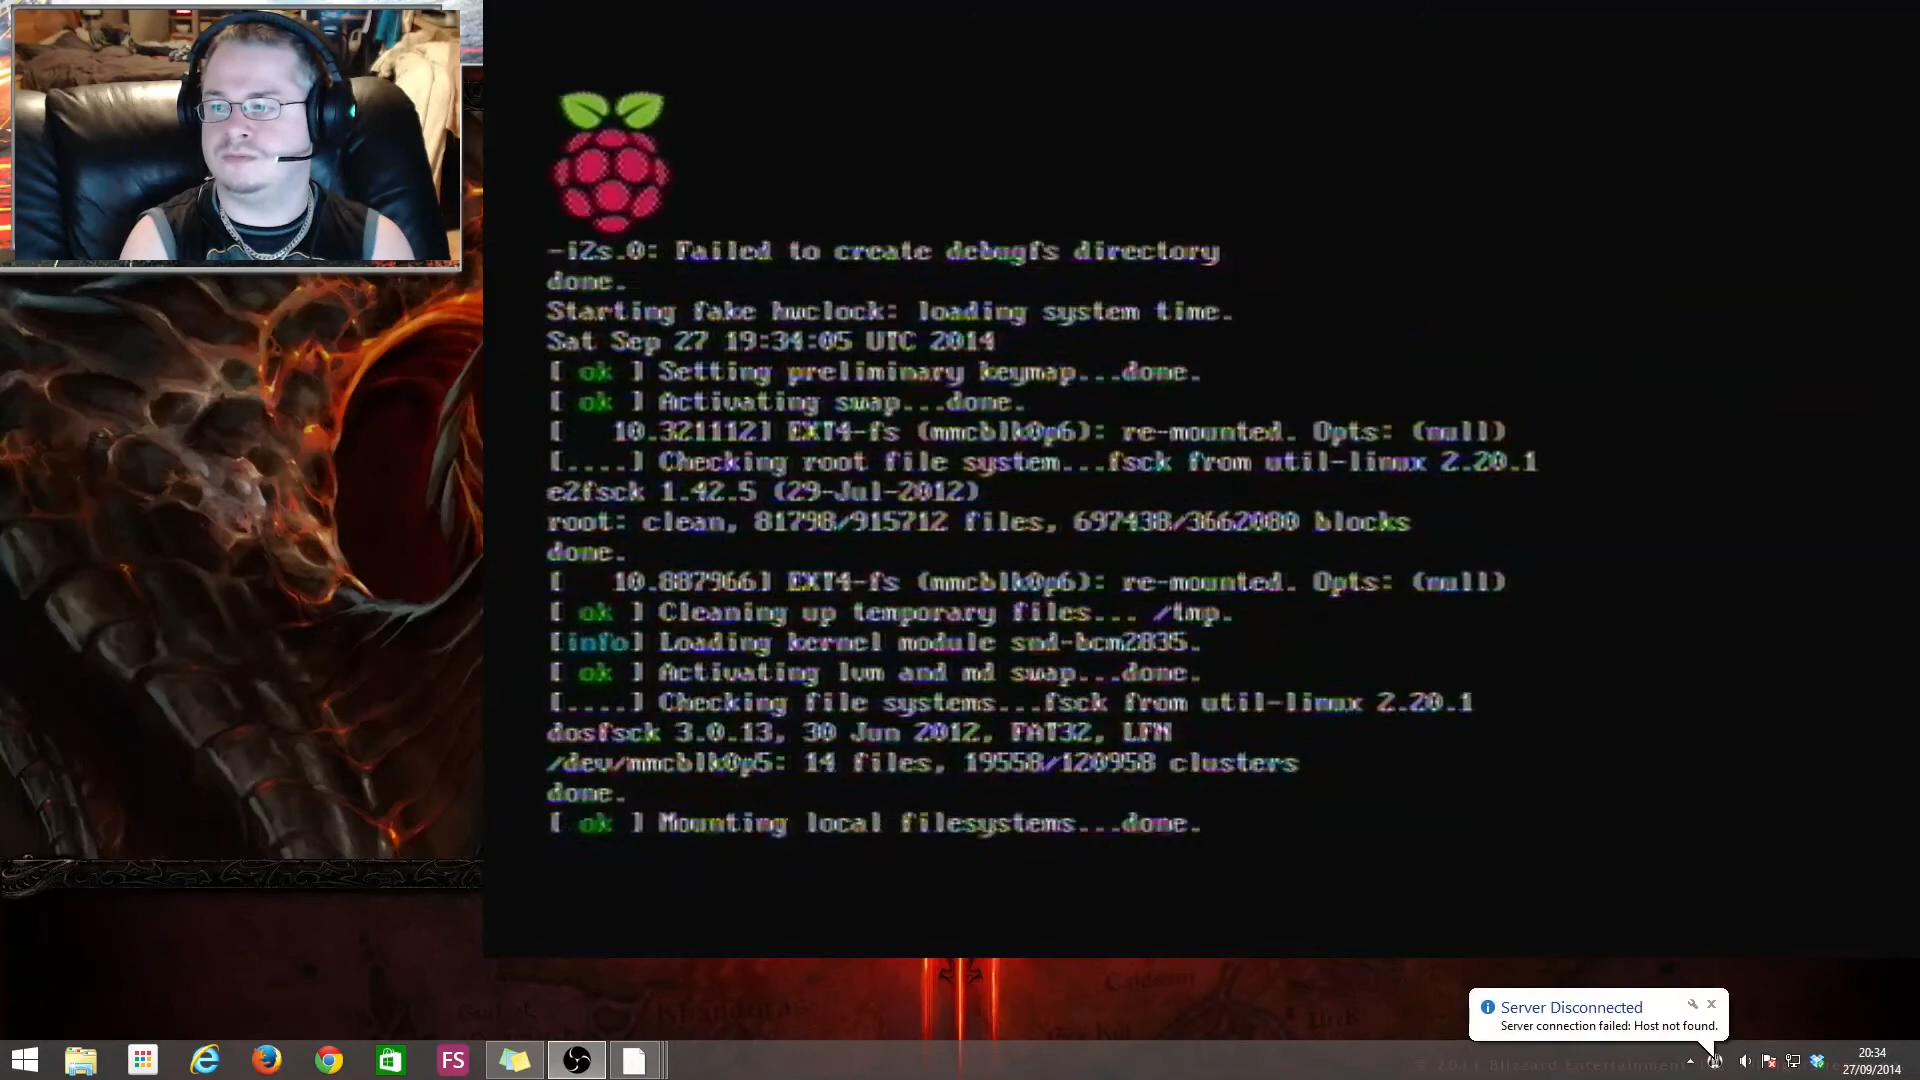 -i2s.0: Failed to create debugfs directory
done.
Starting fake hwclock: loading system time.
Sat Sep 27 19:34:05 UTC 2014
[ ok ] Setting preliminary keymap...done.
[ ok ] Activating swap...done.
[   10.321112] EXT4-fs (mmcblk0p6): re-mounted. Opts: (null)
[....] Checking root file system...fsck from util-linux 2.20.1
e2fsck 1.42.5 (29-Jul-2012)
root: clean, 81798/915712 files, 697438/3662080 blocks
done.
[   10.887966] EXT4-fs (mmcblk0p6): re-mounted. Opts: (null)
[ ok ] Cleaning up temporary files... /tmp.
[info] Loading kernel module snd-bcm2835.
[ ok ] Activating lvm and md swap...done.
[....] Checking file systems...fsck from util-linux 2.20.1
dosfsck 3.0.13, 30 Jun 2012, FAT32, LFN
/dev/mmcblk0p5: 14 files, 19558/120958 clusters
done.
[ ok ] Mounting local filesystems...done.
Server Disconnected
Server connection failed: Host not found.
FS
20:34
27/09/2014
© 2011 Blizzard Entertainment